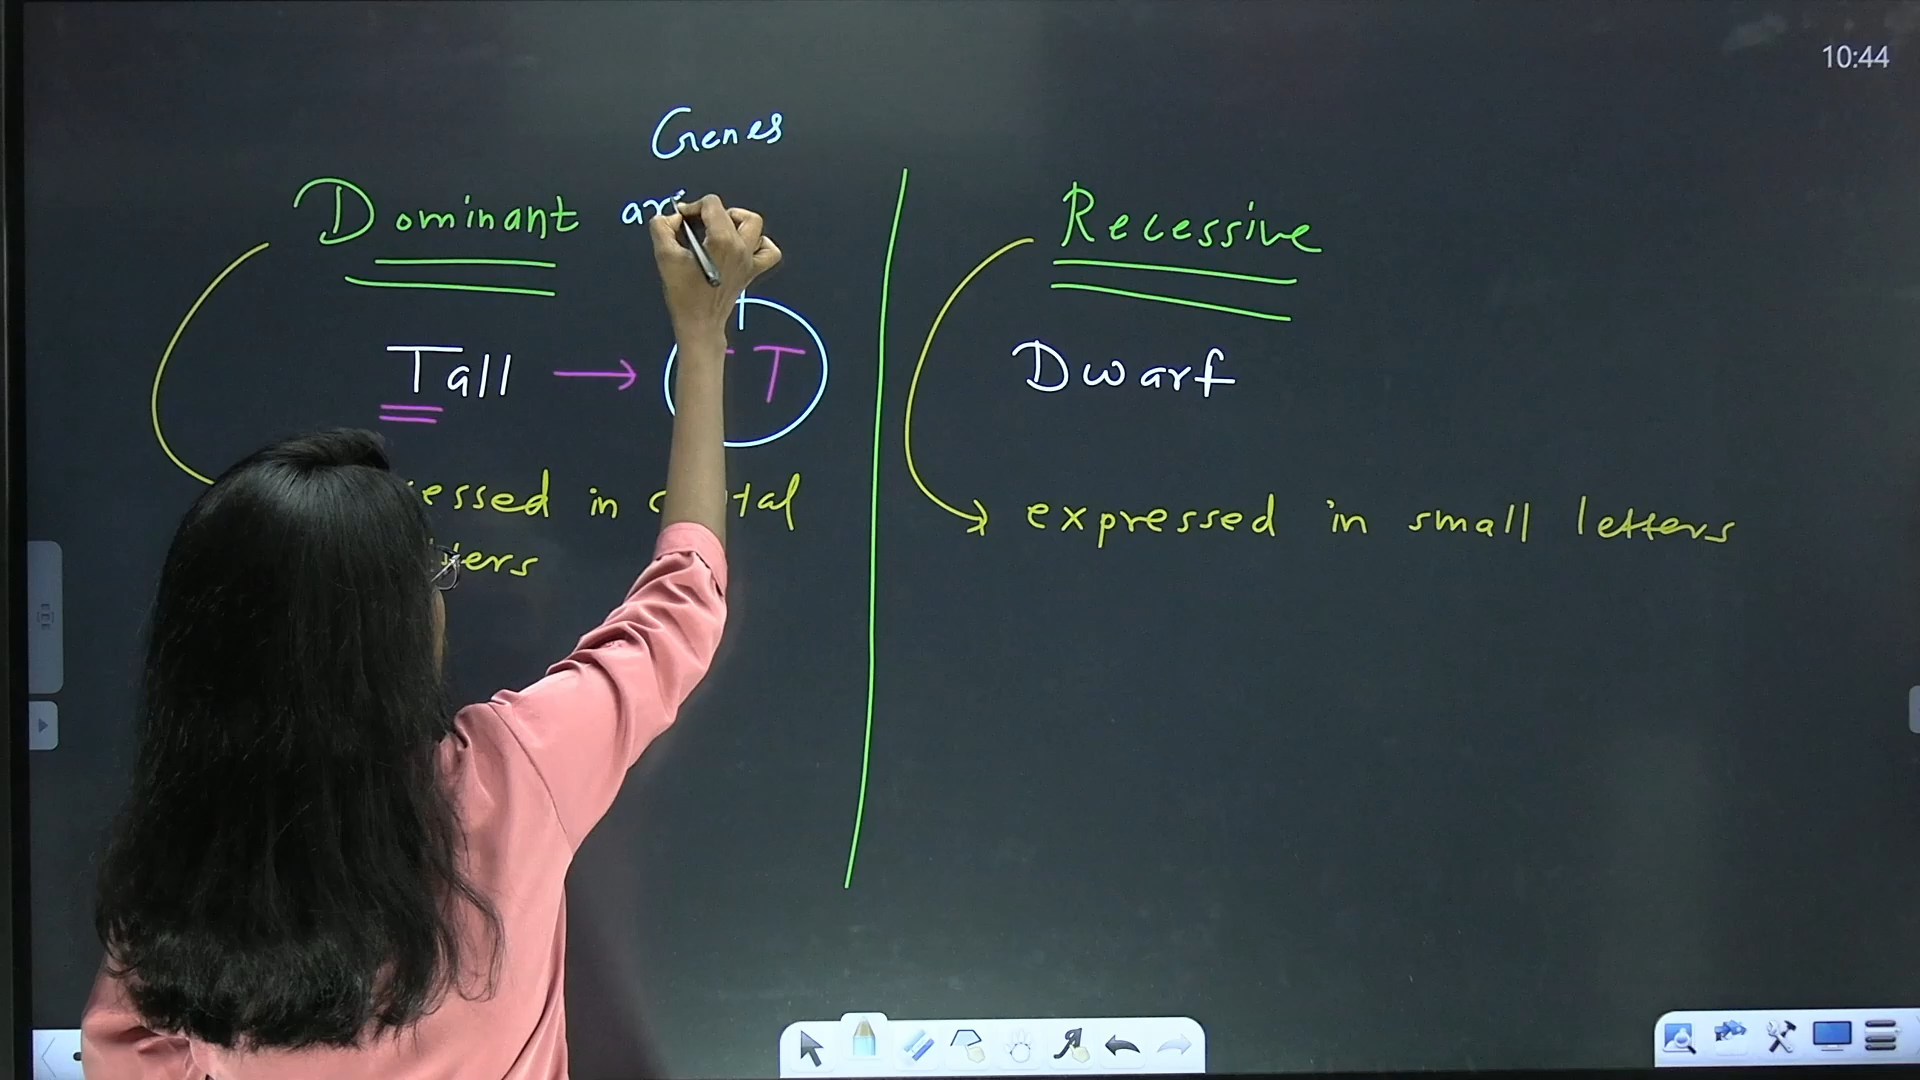 10:44
Genes
Dominant
Recessive
Tall → T
Dwarf
in
expressed in small letters